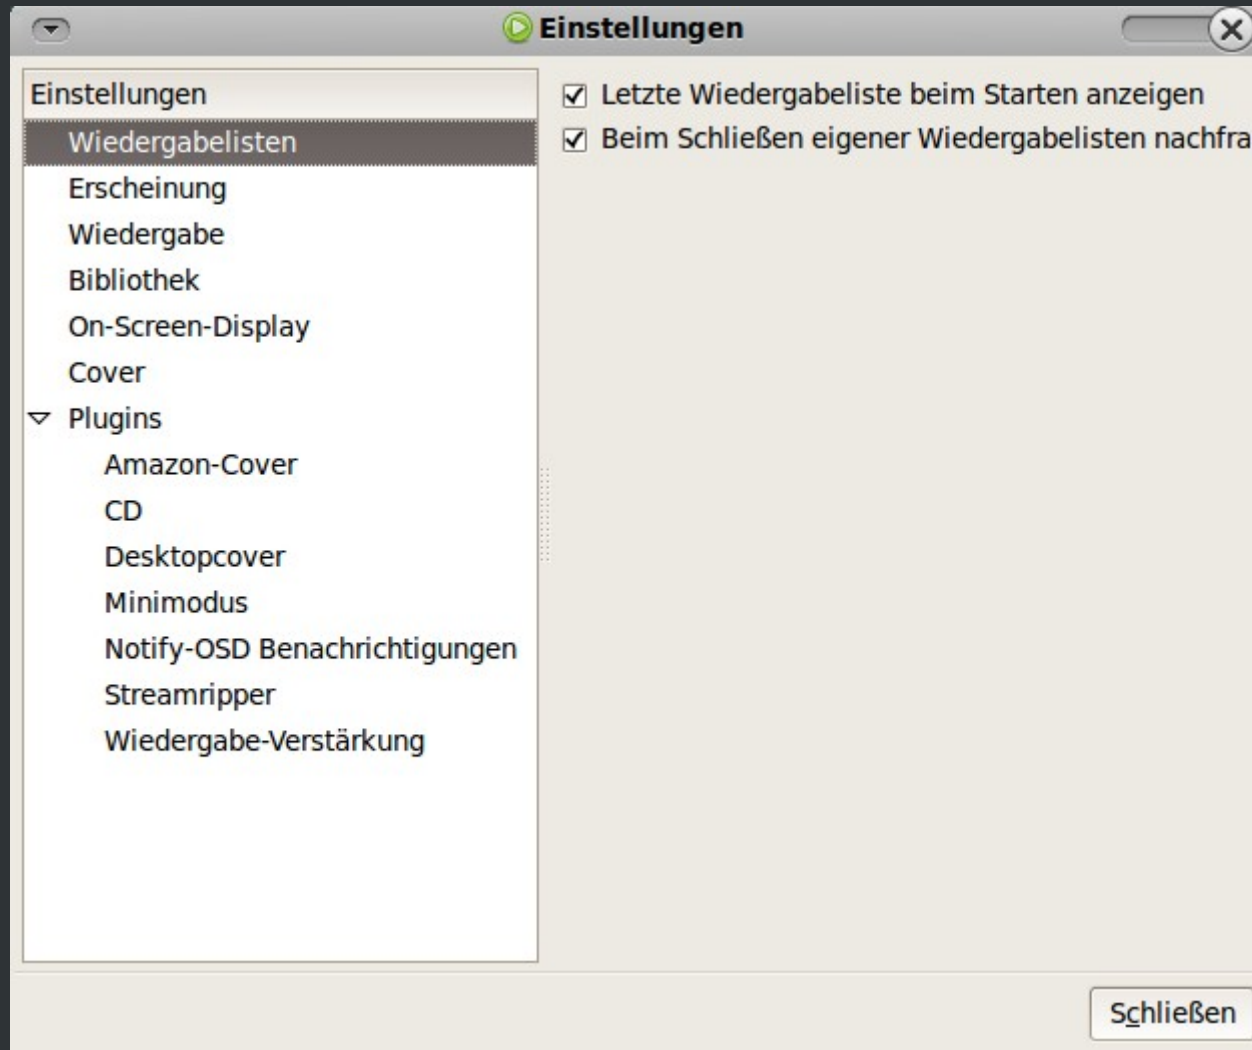 Einstellungen
Einstellungen
Wiedergabelisten
Erscheinung
Wiedergabe
Bibliothek
On-Screen-Display
Cover
Plugins
Amazon-Cover
CD
Desktopcover
Minimodus
Notify-OSD Benachrichtigungen
Streamripper
Wiedergabe-Verstärkung
Letzte Wiedergabeliste beim Starten anzeigen
Beim Schließen eigener Wiedergabelisten nachfra
Schließen